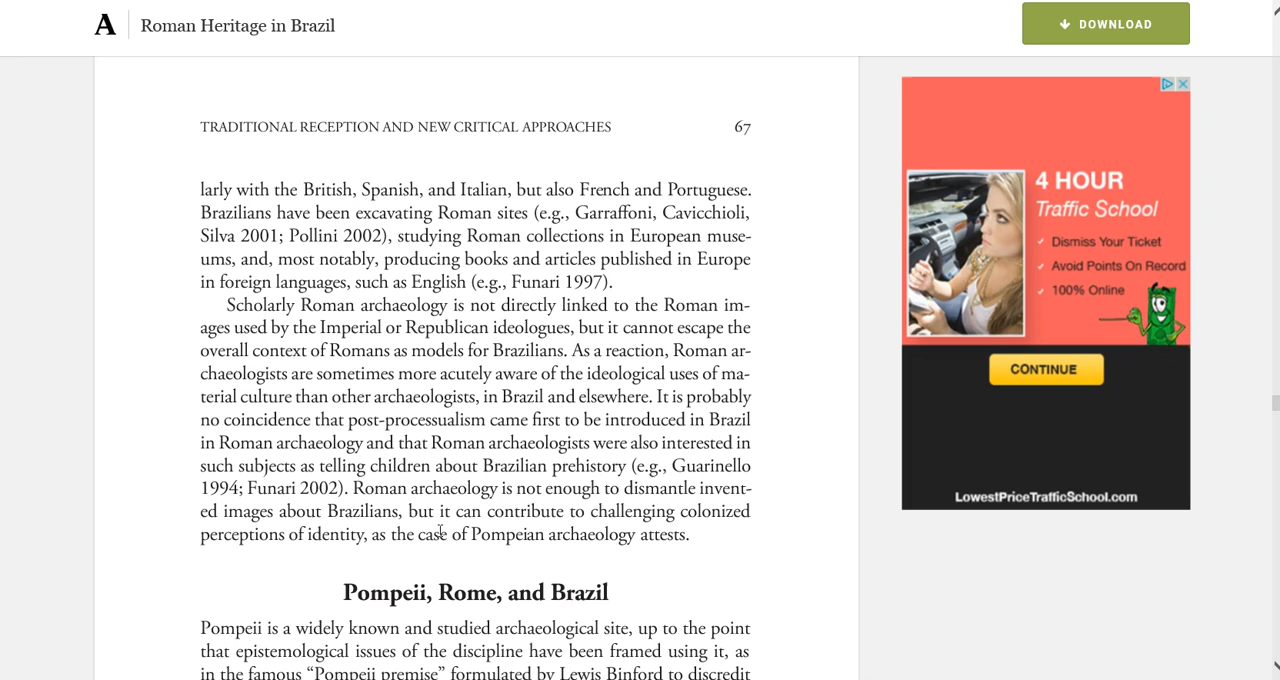 A Roman Heritage in Brazil
DOWNLOAD
TRADITIONAL RECEPTION AND NEW CRITICAL APPROACHES 67
larly with the British, Spanish, and Italian, but also French and Portuguese.
Brazilians have been excavating Roman sites (e.g., Garraffoni, Cavicchioli,
Silva 2001; Pollini 2002), studying Roman collections in European muse-
ums, and, most notably, producing books and articles published in Europe
in foreign languages, such as English (e.g., Funari 1997).
Scholarly Roman archaeology is not directly linked to the Roman im-
ages used by the Imperial or Republican ideologues, but it cannot escape the
overall context of Romans as models for Brazilians. As a reaction, Roman ar-
chaeologists are sometimes more acutely aware of the ideological uses of ma-
terial culture than other archaeologists, in Brazil and elsewhere. It is probably
no coincidence that post-processualism came first to be introduced in Brazil
in Roman archaeology and that Roman archaeologists were also interested in
such subjects as telling children about Brazilian prehistory (e.g., Guarinello
1994; Funari 2002). Roman archaeology is not enough to dismantle invent-
ed images about Brazilians, but it can contribute to challenging colonized
perceptions of identity, as the case of Pompeian archaeology attests.
Pompeii, Rome, and Brazil
Pompeii is a widely known and studied archaeological site, up to the point
that epistemological issues of the discipline have been framed using it, as
in the famous “Pompeii premise” formulated by Lewis Binford to discredit
4 HOUR
Traffic School
Dismiss Your Ticket
Avoid Points On Record
100% Online
CONTINUE
LowestPriceTrafficSchool.com